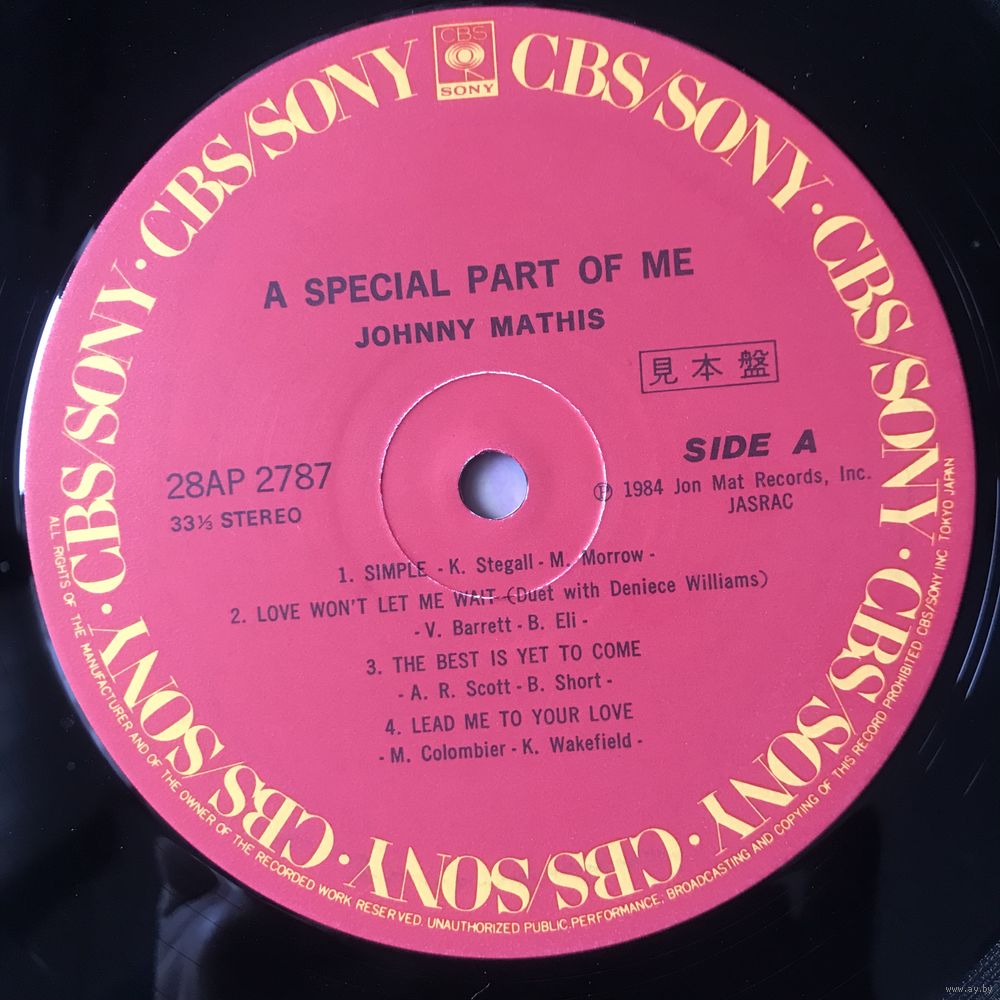 CBS
SONY
CBS/SONY · CBS/SONY · CBS/SONY · CBS/SONY · CBS/SONY · CBS/SONY · CBS/SONY · CBS/SONY
A SPECIAL PART OF ME
JOHNNY MATHIS
見本盤
SIDE A
28AP 2787
33⅓ STEREO
Ⓟ 1984 Jon Mat Records, Inc.
JASRAC
1. SIMPLE - K. Stegall - M. Morrow -
2. LOVE WON'T LET ME WAIT (Duet with Deniece Williams)
- V. Barrett - B. Eli -
3. THE BEST IS YET TO COME
- A. R. Scott - B. Short -
4. LEAD ME TO YOUR LOVE
- M. Colombier - K. Wakefield -
ALL RIGHTS OF THE MANUFACTURER AND OF THE OWNER OF THE RECORDED WORK RESERVED. UNAUTHORIZED PUBLIC PERFORMANCE, BROADCASTING AND COPYING OF THIS RECORD PROHIBITED CBS/SONY INC TOKYO JAPAN
www.ay.by